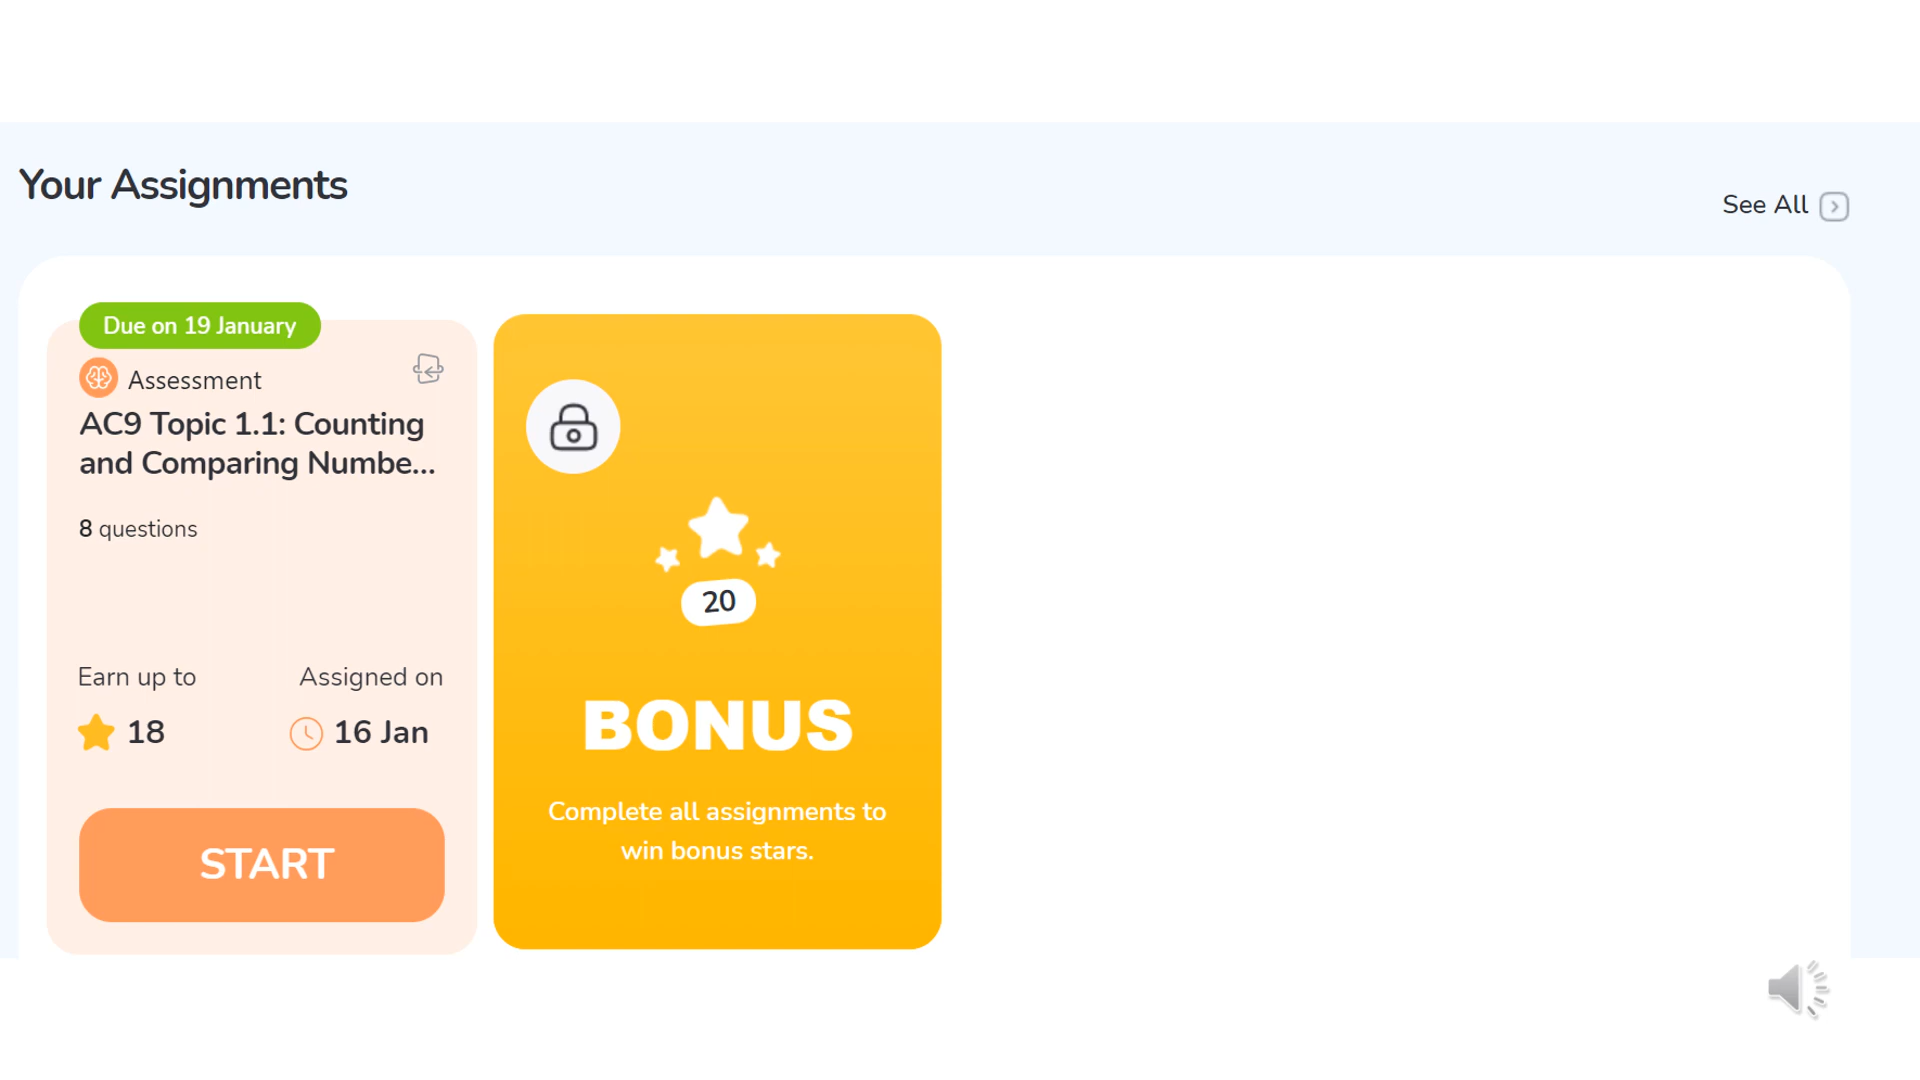 Your Assignments
See All
Due on 19 January
Assessment
AC9 Topic 1.1: Counting
and Comparing Numbe...
8 questions
Earn up to
Assigned on
18
16 Jan
START
20
BONUS
Complete all assignments to
win bonus stars.